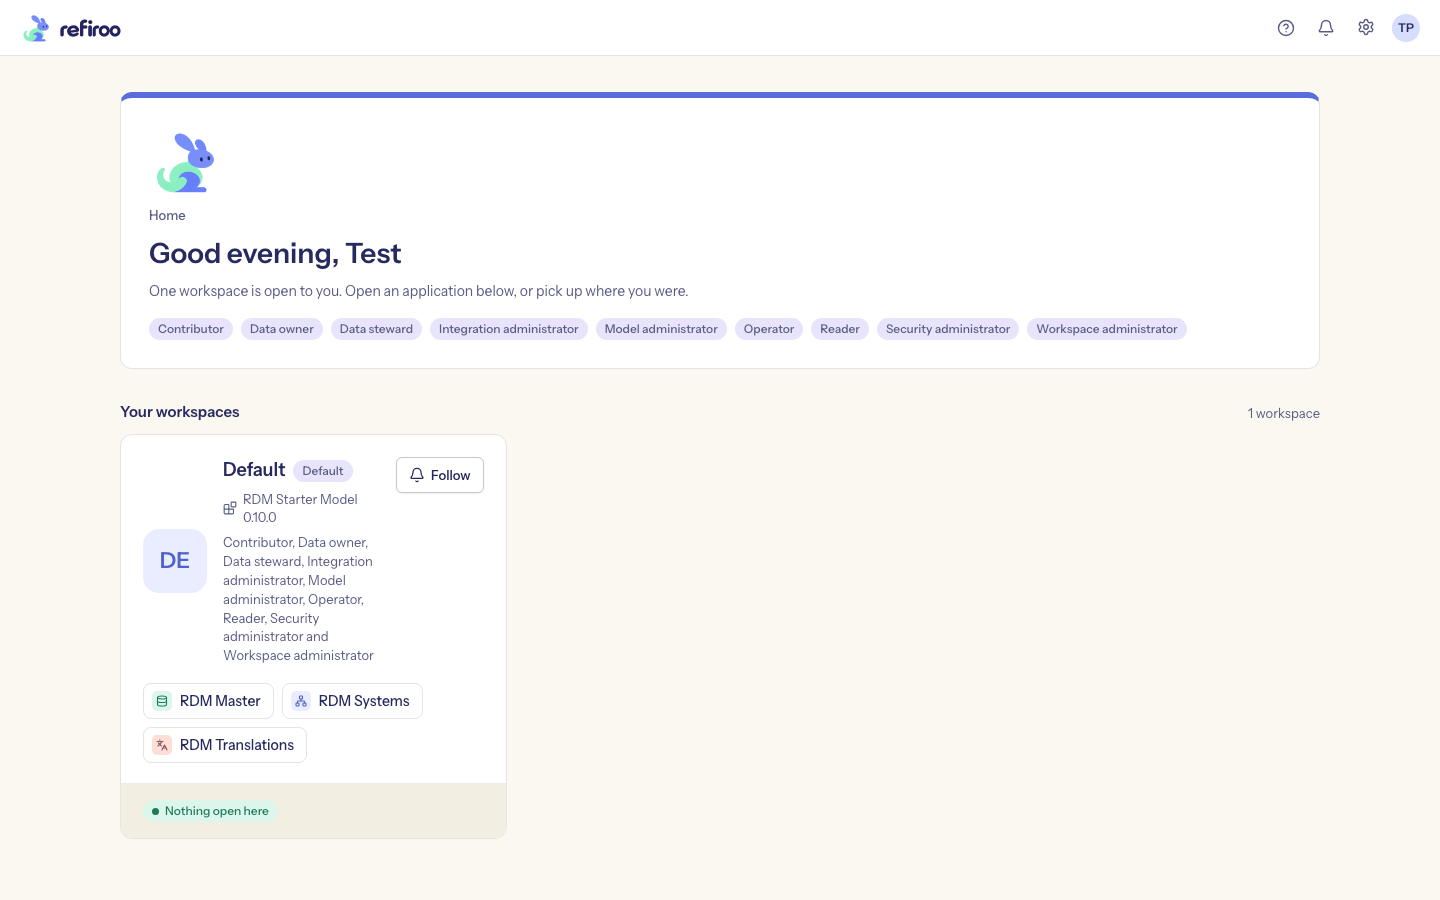 refiroo
TP
Home
Good evening, Test
One workspace is open to you. Open an application below, or pick up where you were.
Contributor Data owner Data steward Integration administrator Model administrator Operator Reader Security administrator Workspace administrator
Your workspaces
1 workspace
DE
Default Default
Follow
RDM Starter Model
0.10.0
Contributor, Data owner,
Data steward, Integration
administrator, Model
administrator, Operator,
Reader, Security
administrator and
Workspace administrator
RDM Master
RDM Systems
RDM Translations
Nothing open here